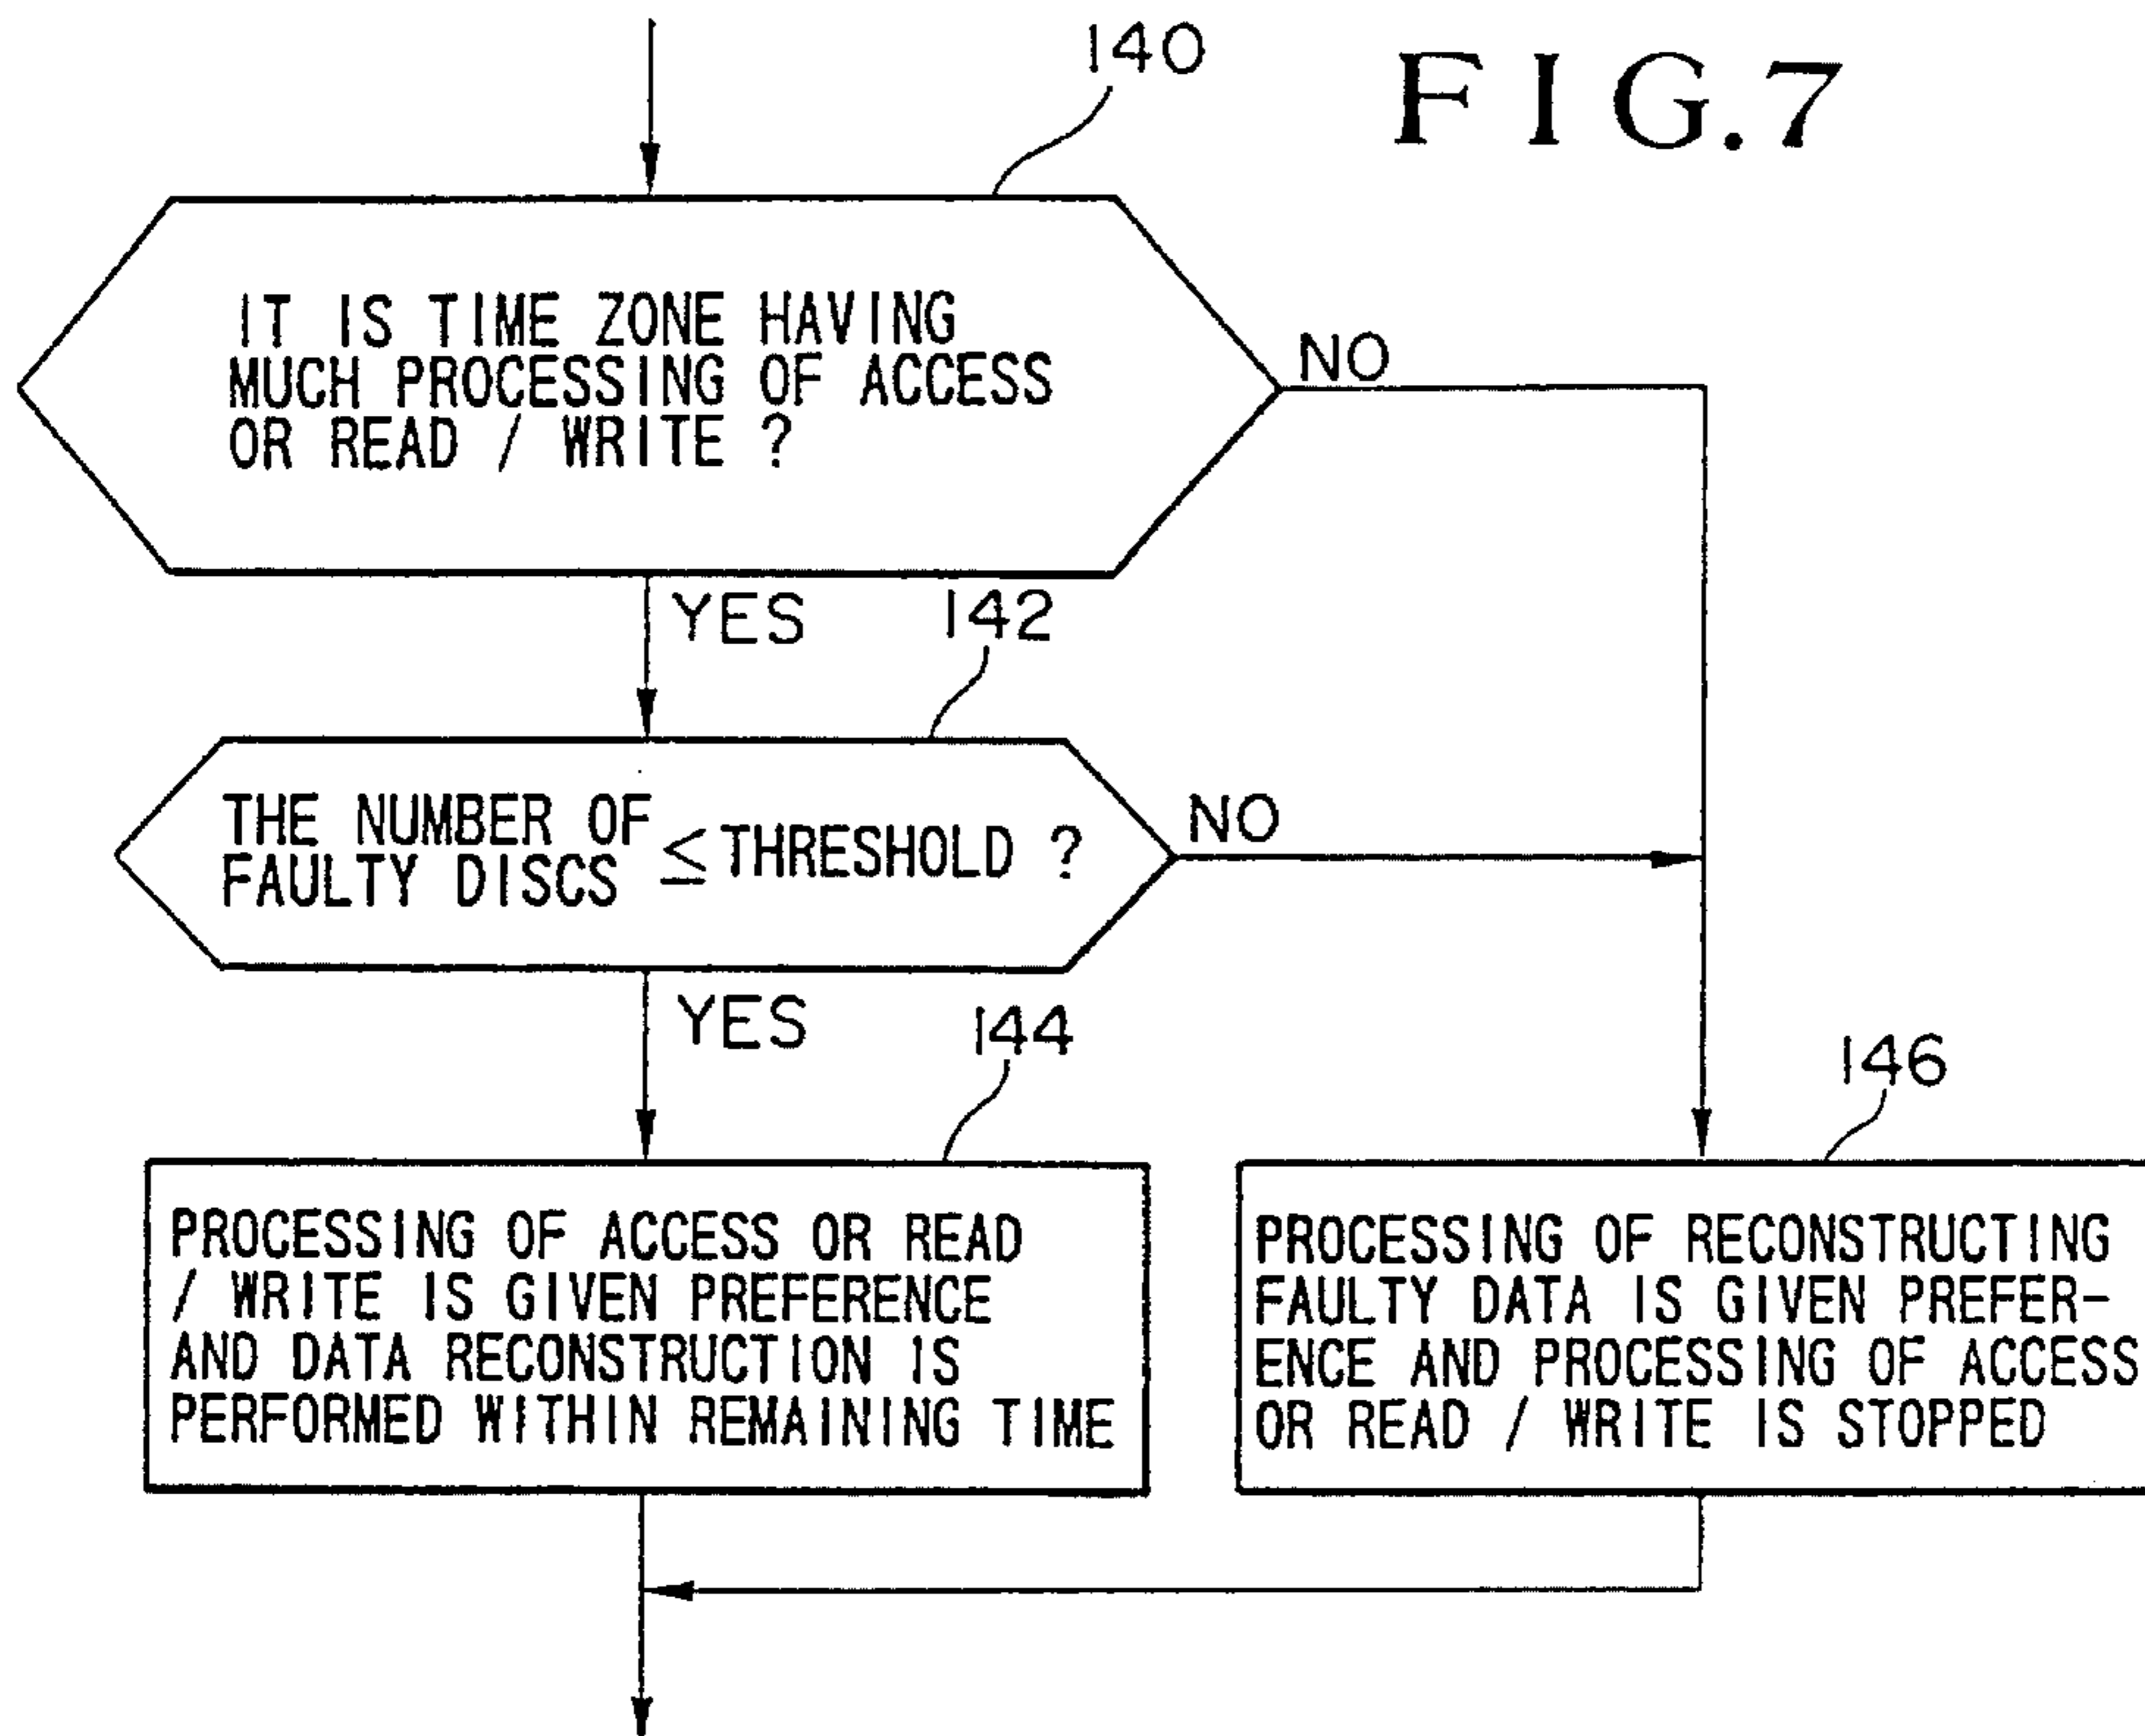 FIG.7
140
IT IS TIME ZONE HAVING
MUCH PROCESSING OF ACCESS
OR READ / WRITE ?
NO
YES
142
THE NUMBER OF
FAULTY DISCS ≦ THRESHOLD ?
NO
YES
144
PROCESSING OF ACCESS OR READ
/ WRITE IS GIVEN PREFERENCE
AND DATA RECONSTRUCTION IS
PERFORMED WITHIN REMAINING TIME
146
PROCESSING OF RECONSTRUCTING
FAULTY DATA IS GIVEN PREFER-
ENCE AND PROCESSING OF ACCESS
OR READ / WRITE IS STOPPED